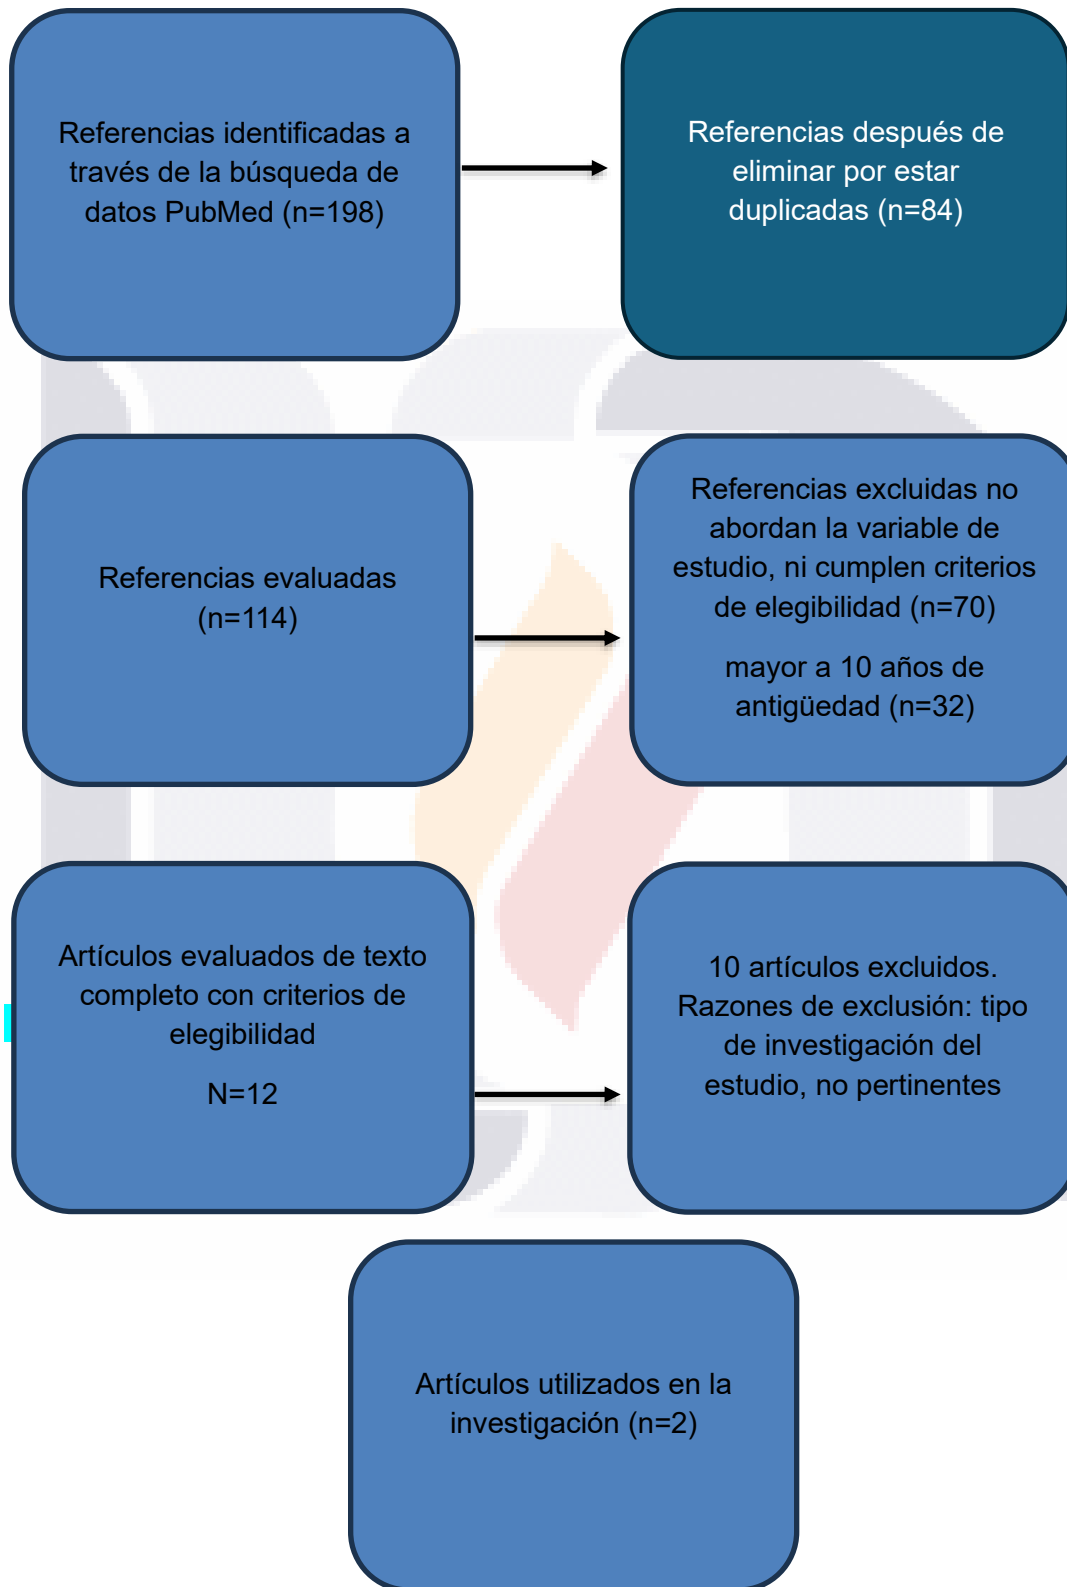 Referencias identificadas a
través de la búsqueda de
datos PubMed (n=198)
Referencias después de
eliminar por estar
duplicadas (n=84)
Referencias evaluadas
(n=114)
Referencias excluidas no
abordan la variable de
estudio, ni cumplen criterios
de elegibilidad (n=70)
mayor a 10 años de
antigüedad (n=32)
Artículos evaluados de texto
completo con criterios de
elegibilidad
N=12
10 artículos excluidos.
Razones de exclusión: tipo
de investigación del
estudio, no pertinentes
Artículos utilizados en la
investigación (n=2)